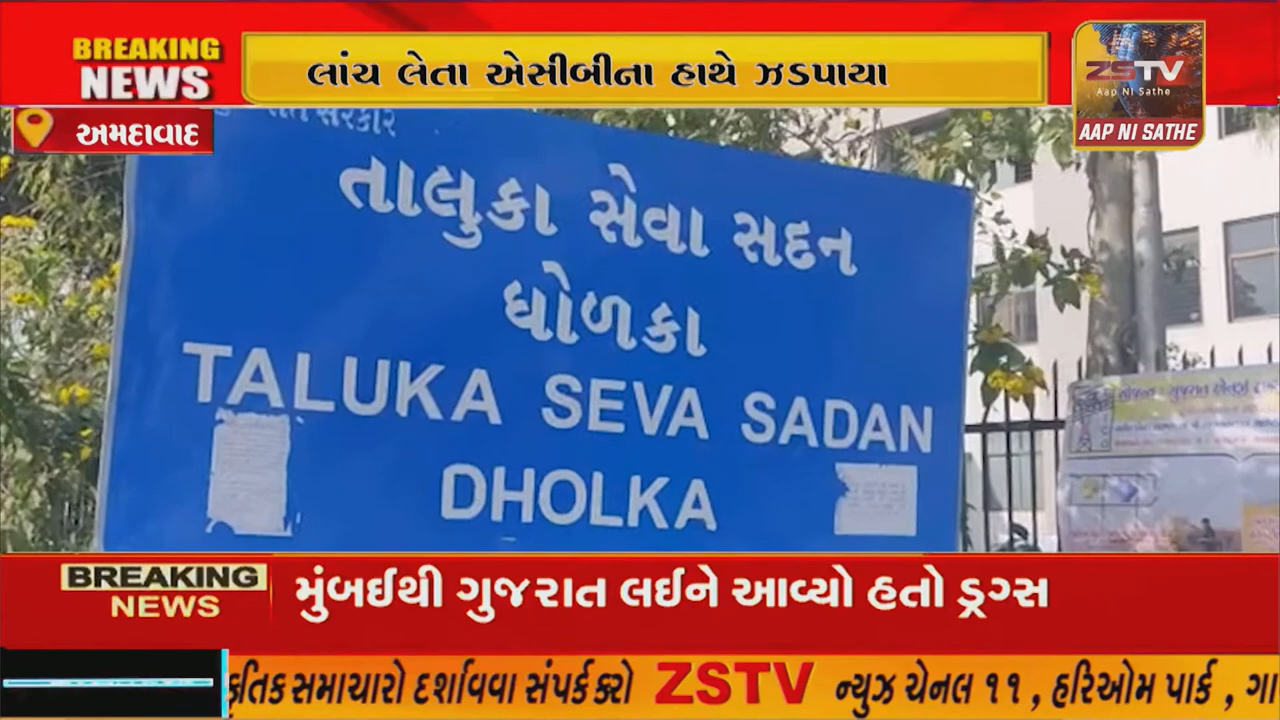 BREAKING
NEWS
લાંચ લેતા એસીબીના હાથે ઝડપાયા
ZSTV
Aap Ni Sathe
AAP NI SATHE
અમદાવાદ
સરકાર
તાલુકા સેવા સદન
ધોળકા
TALUKA SEVA SADAN
DHOLKA
BREAKING
NEWS
મુંબઈથી ગુજરાત લઈને આવ્યો હતો ડ્રગ્સ
કૃતિક સમાચારો દર્શાવવા સંપર્ક કરો ZSTV ન્યુઝ ચેનલ ૧૧ , હરિઓમ પાર્ક , ગા